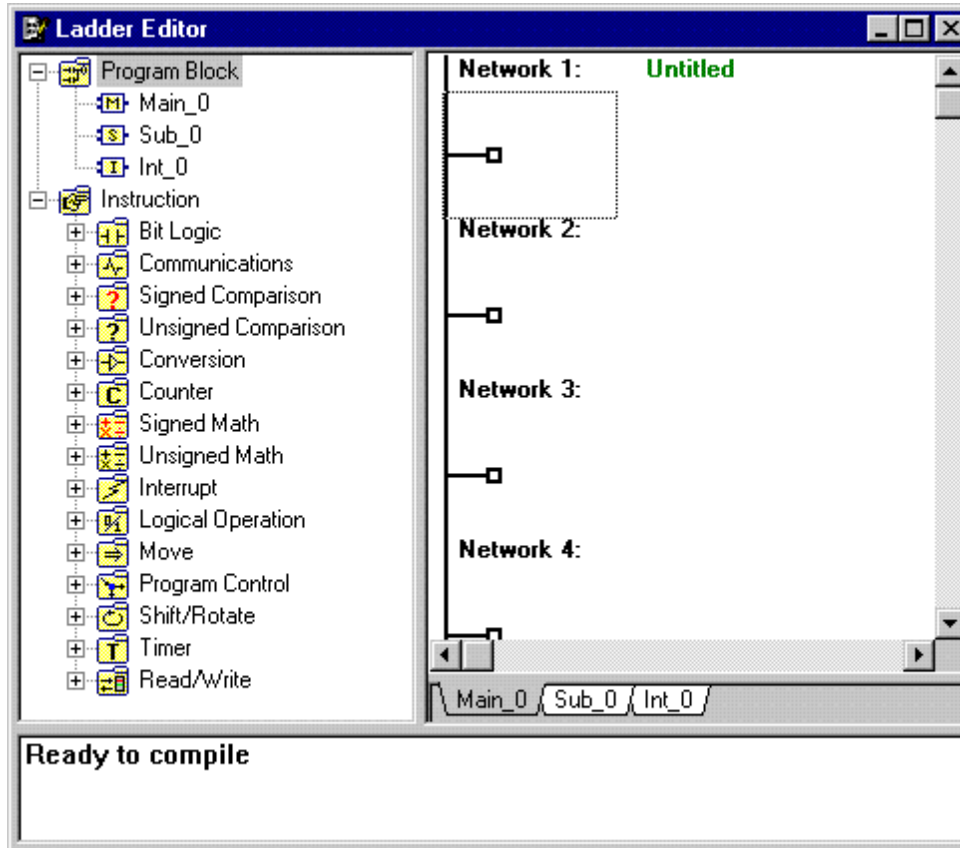 Ladder Editor
Program Block
Main_0
Sub_0
Int_0
Instruction
Bit Logic
Communications
Signed Comparison
Unsigned Comparison
Conversion
Counter
Signed Math
Unsigned Math
Interrupt
Logical Operation
Move
Program Control
Shift/Rotate
Timer
Read/Write
Network 1: Untitled
Network 2:
Network 3:
Network 4:
Main_0 Sub_0 Int_0
Ready to compile